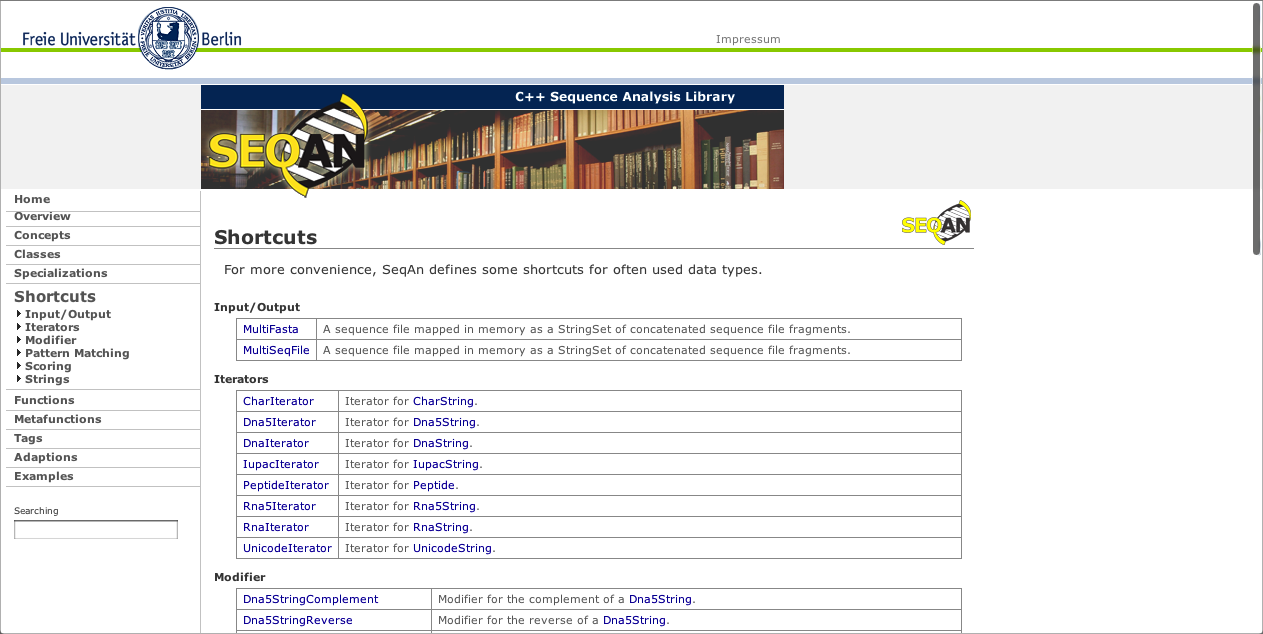 Freie Universität Berlin
Impressum
C++ Sequence Analysis Library
SEQAN
Home
Overview
Concepts
Classes
Specializations
Shortcuts
Input/Output
Iterators
Modifier
Pattern Matching
Scoring
Strings
Functions
Metafunctions
Tags
Adaptions
Examples
Searching
SEQAN
Shortcuts
For more convenience, SeqAn defines some shortcuts for often used data types.
Input/Output
MultiFasta A sequence file mapped in memory as a StringSet of concatenated sequence file fragments.
MultiSeqFile A sequence file mapped in memory as a StringSet of concatenated sequence file fragments.
Iterators
CharIterator Iterator for CharString.
Dna5Iterator Iterator for Dna5String.
DnaIterator Iterator for DnaString.
IupacIterator Iterator for IupacString.
PeptideIterator Iterator for Peptide.
Rna5Iterator Iterator for Rna5String.
RnaIterator Iterator for RnaString.
UnicodeIterator Iterator for UnicodeString.
Modifier
Dna5StringComplement Modifier for the complement of a Dna5String.
Dna5StringReverse Modifier for the reverse of a Dna5String.